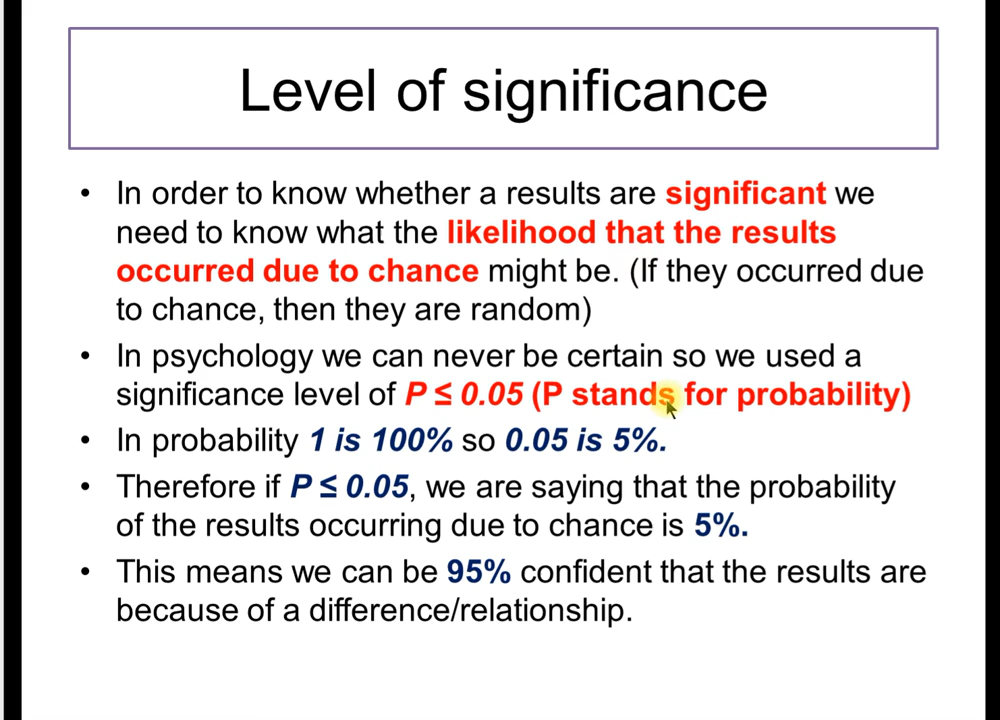 Level of significance
• In order to know whether a results are significant we
need to know what the likelihood that the results
occurred due to chance might be. (If they occurred due
to chance, then they are random)
• In psychology we can never be certain so we used a
significance level of P ≤ 0.05 (P stands for probability)
• In probability 1 is 100% so 0.05 is 5%.
• Therefore if P ≤ 0.05, we are saying that the probability
of the results occurring due to chance is 5%.
• This means we can be 95% confident that the results are
because of a difference/relationship.